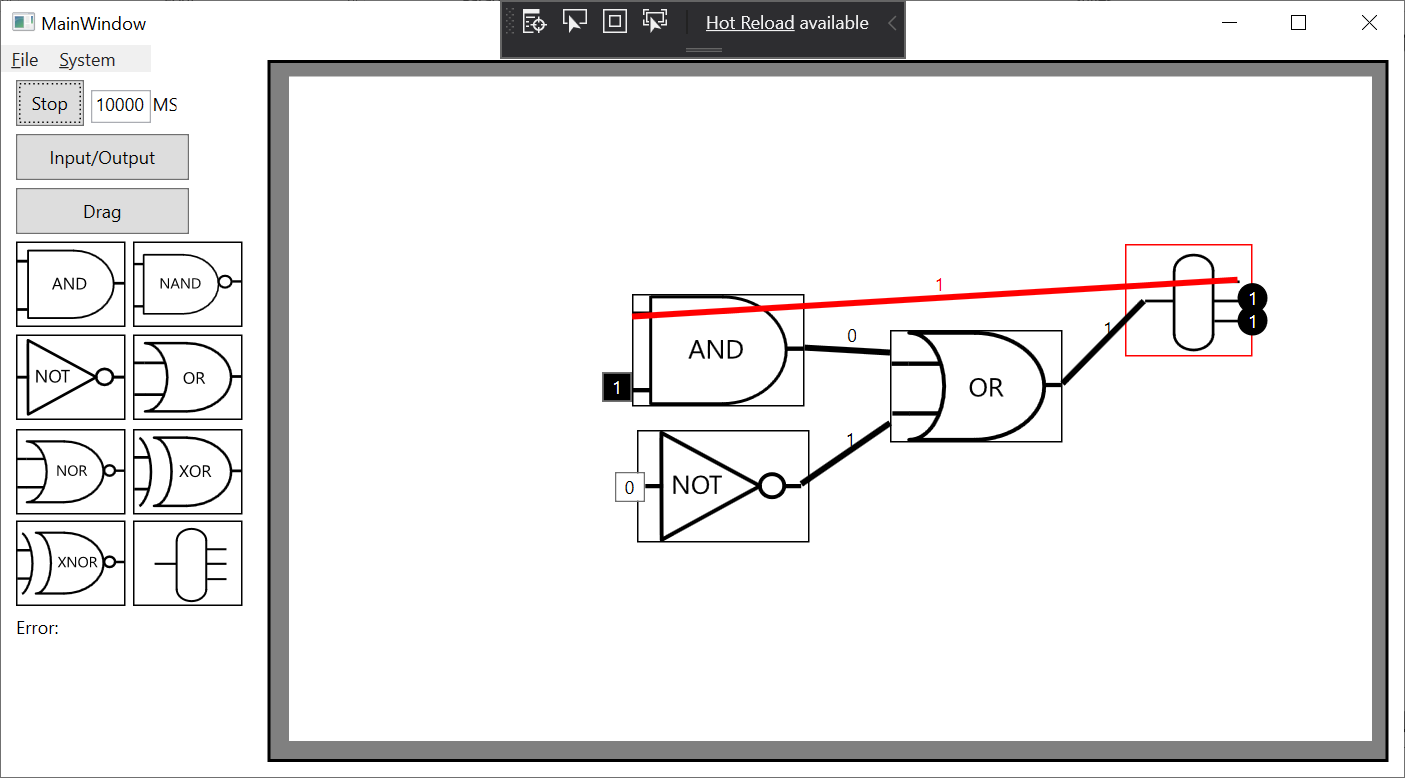 MainWindow
Hot Reload available
File System
Stop 10000 MS
Input/Output
Drag
AND NAND
NOT OR
NOR XOR
XNOR
Error:
1
1
1
AND
0
1
1
OR
1
0
NOT